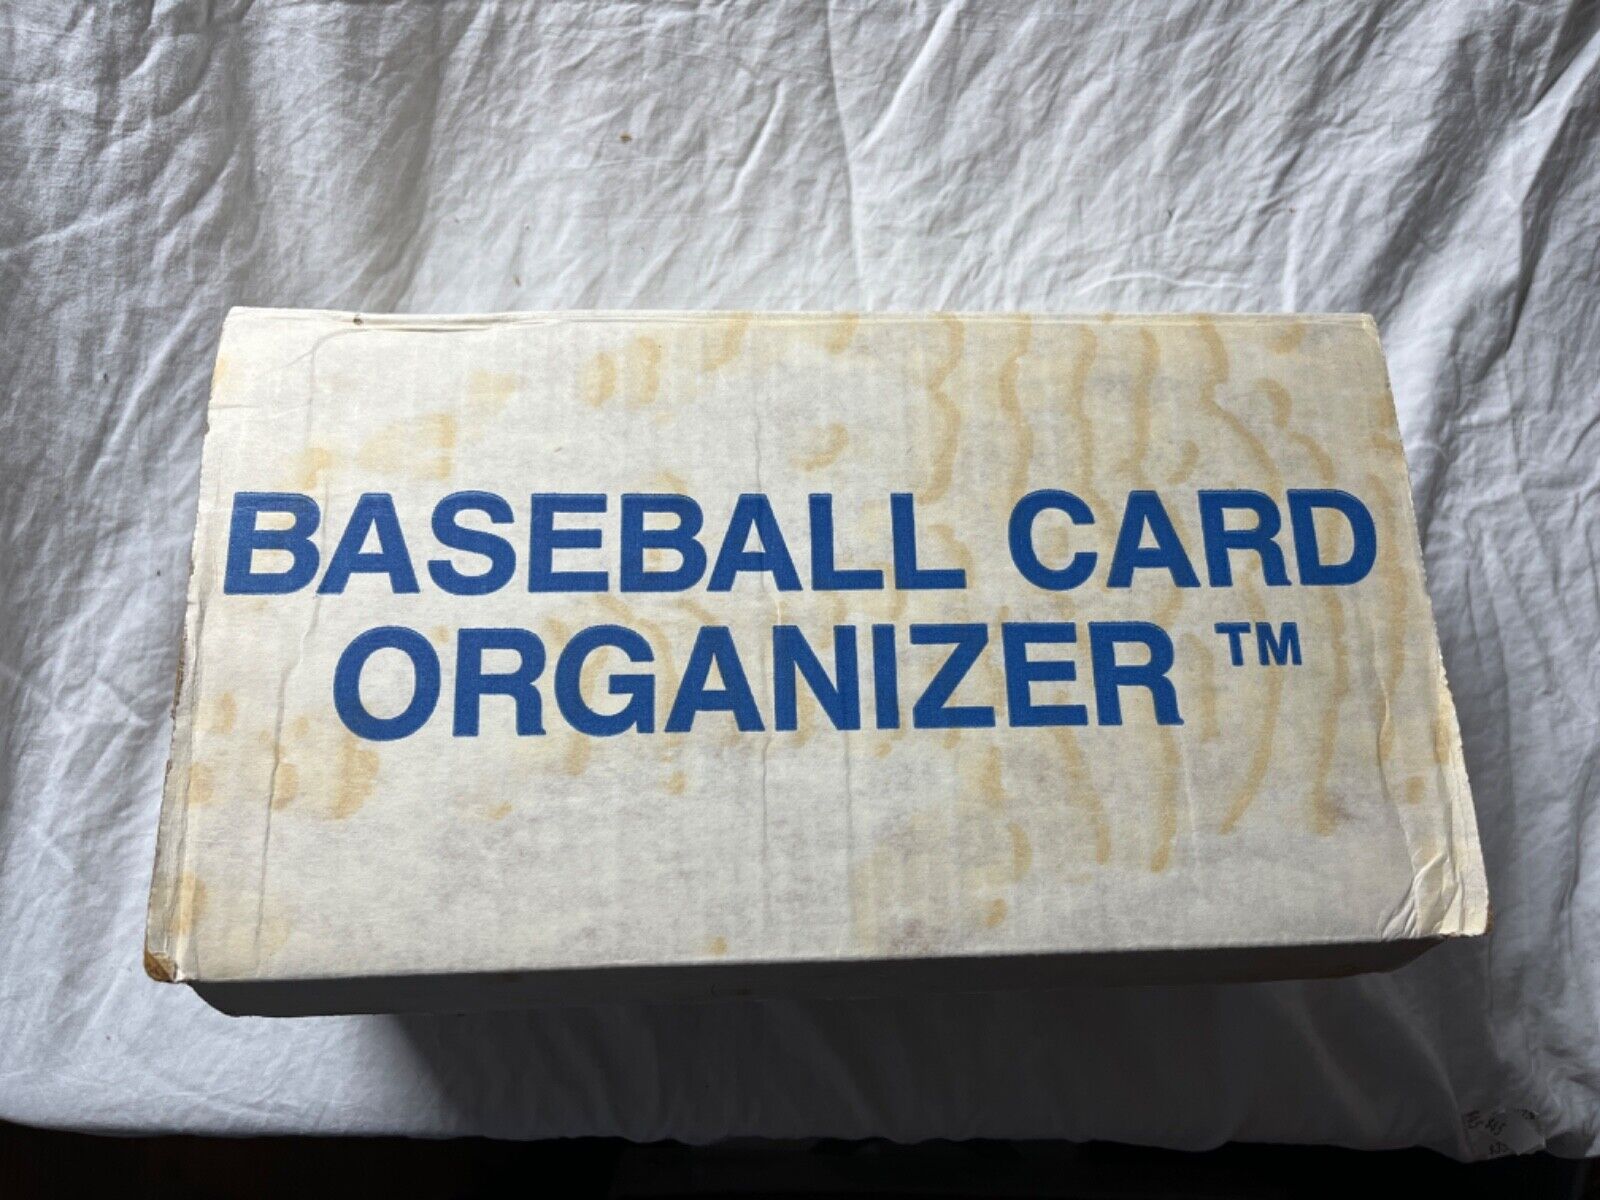 BASEBALL CARD
ORGANIZER ™